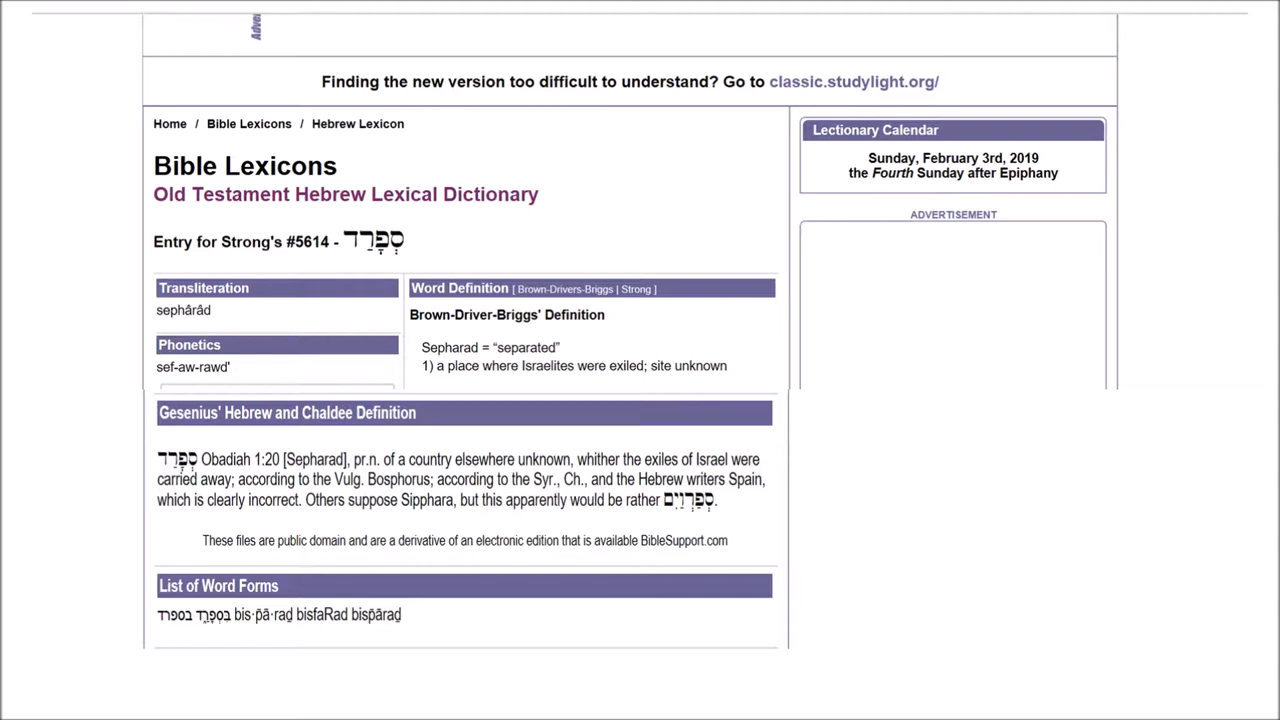 Finding the new version too difficult to understand? Go to classic.studylight.org/
Home / Bible Lexicons / Hebrew Lexicon
Bible Lexicons
Old Testament Hebrew Lexical Dictionary
Entry for Strong's #5614 - סְפָרַד
Transliteration
sephârâd
Phonetics
sef-aw-rawd'
Word Definition [ Brown-Drivers-Briggs | Strong ]
Brown-Driver-Briggs' Definition
Sepharad = “separated”
1) a place where Israelites were exiled; site unknown
Lectionary Calendar
Sunday, February 3rd, 2019
the Fourth Sunday after Epiphany
ADVERTISEMENT
Gesenius' Hebrew and Chaldee Definition
סְפָרַד Obadiah 1:20 [Sepharad], pr.n. of a country elsewhere unknown, whither the exiles of Israel were
carried away; according to the Vulg. Bosphorus; according to the Syr., Ch., and the Hebrew writers Spain,
which is clearly incorrect. Others suppose Sipphara, but this apparently would be rather סְפַרְוַיִם.
These files are public domain and are a derivative of an electronic edition that is available BibleSupport.com
List of Word Forms
בִּסְפָרַ֑ד בספרד bis·p̄ā·raḏ bisfaRad bisp̄āraḏ